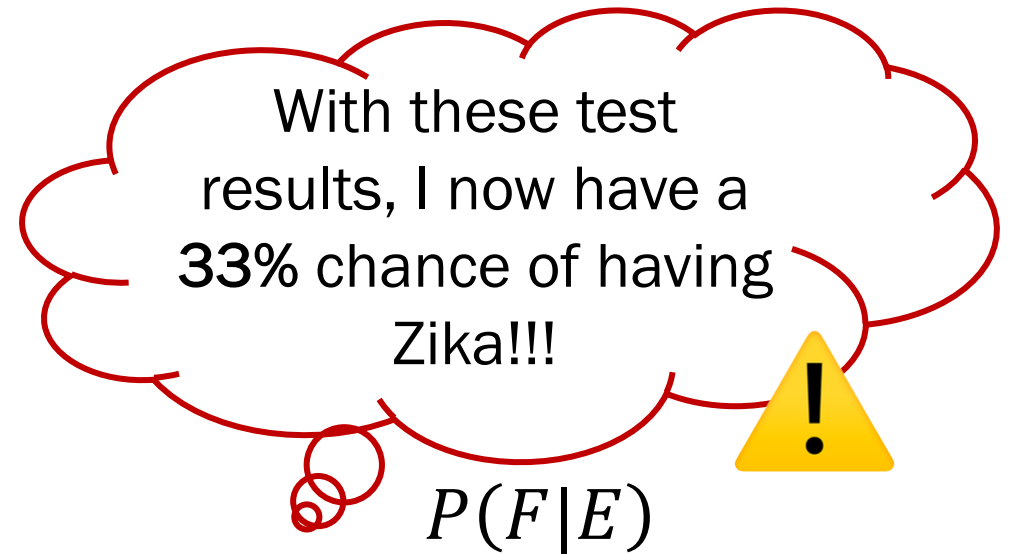 With these test
results, I now have a
33% chance of having
Zika!!!
P(F|E)